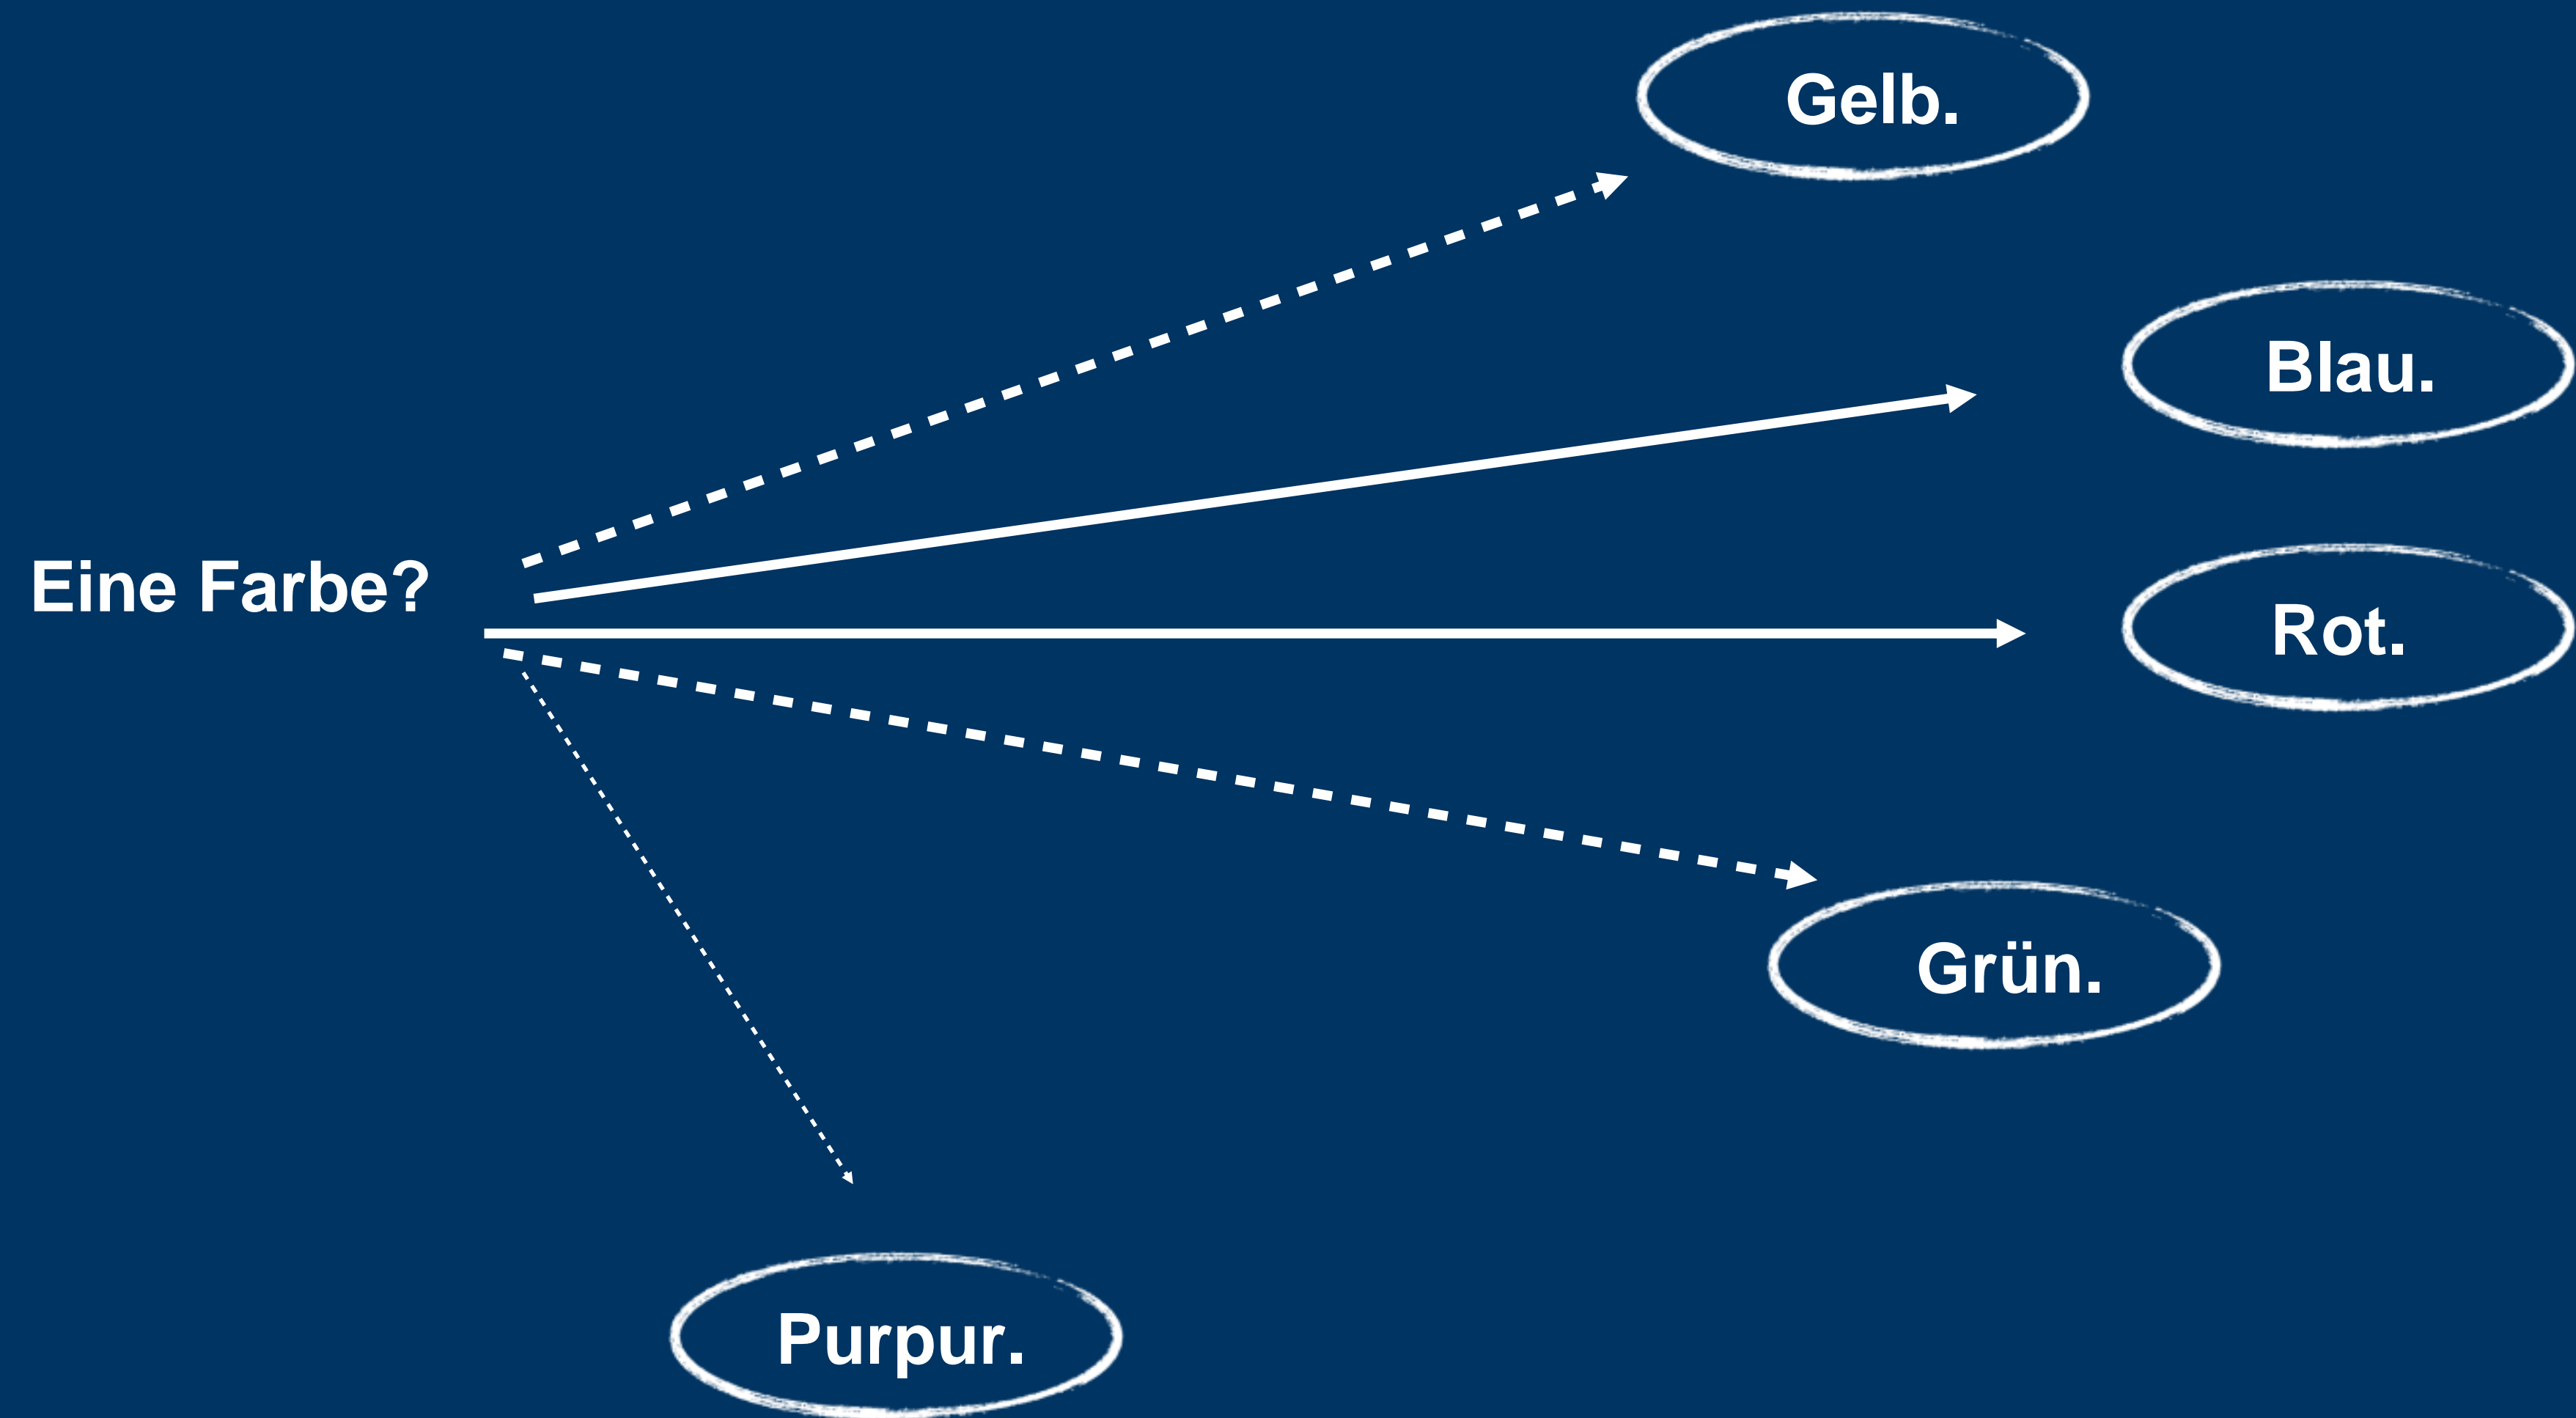 Gelb.
Blau.
Eine Farbe?
Rot.
Grün.
Purpur.